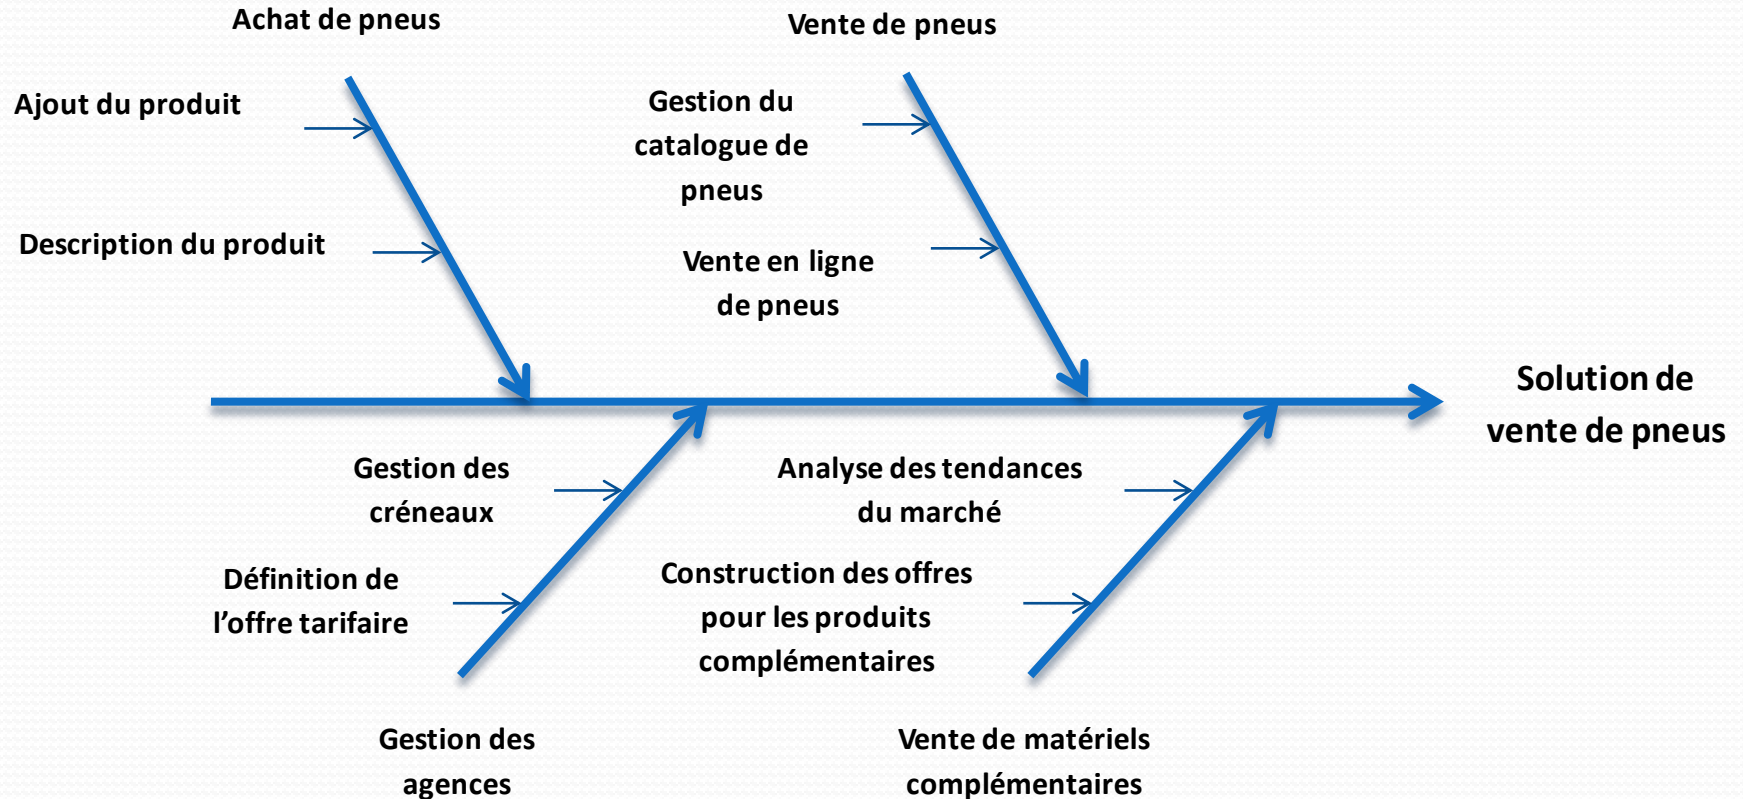 Achat de pneus
Vente de pneus
Ajout du produit
Gestion du
catalogue de
pneus
Description du produit
Vente en ligne
de pneus
Solution de
vente de pneus
Gestion des
créneaux
Analyse des tendances
du marché
Définition de
l’offre tarifaire
Construction des offres
pour les produits
complémentaires
Gestion des
agences
Vente de matériels
complémentaires